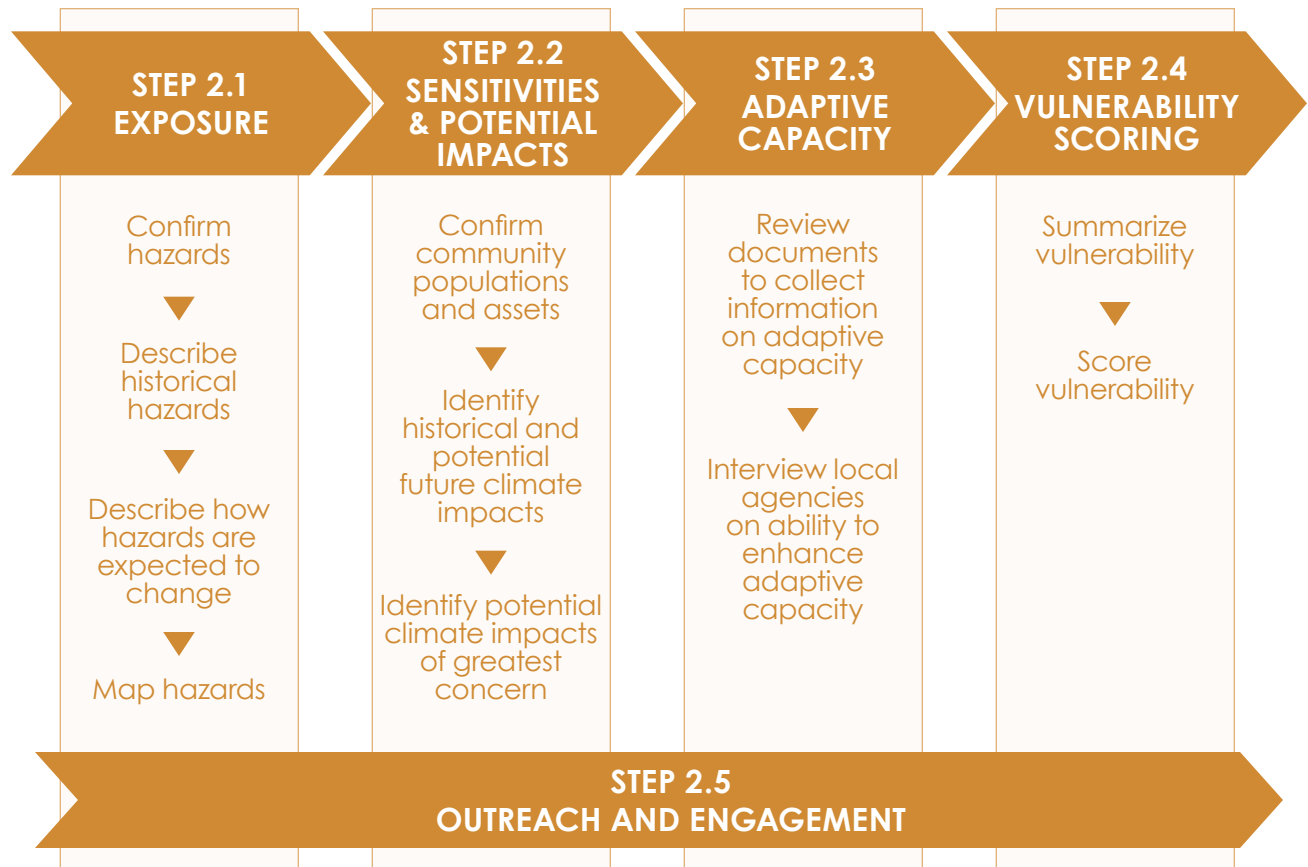 STEP 2.1
EXPOSURE
Confirm
hazards
Describe
historical
hazards
Describe how
hazards are
expected to
change
Map hazards
STEP 2.2
SENSITIVITIES
& POTENTIAL
IMPACTS
Confirm
community
populations
and assets
Identify
historical and
potential
future climate
impacts
Identify potential
climate impacts
of greatest
concern
STEP 2.3
ADAPTIVE
CAPACITY
Review
documents
to collect
information
on adaptive
capacity
Interview local
agencies
on ability to
enhance
adaptive
capacity
STEP 2.4
VULNERABILITY
SCORING
Summarize
vulnerability
Score
vulnerability
STEP 2.5
OUTREACH AND ENGAGEMENT